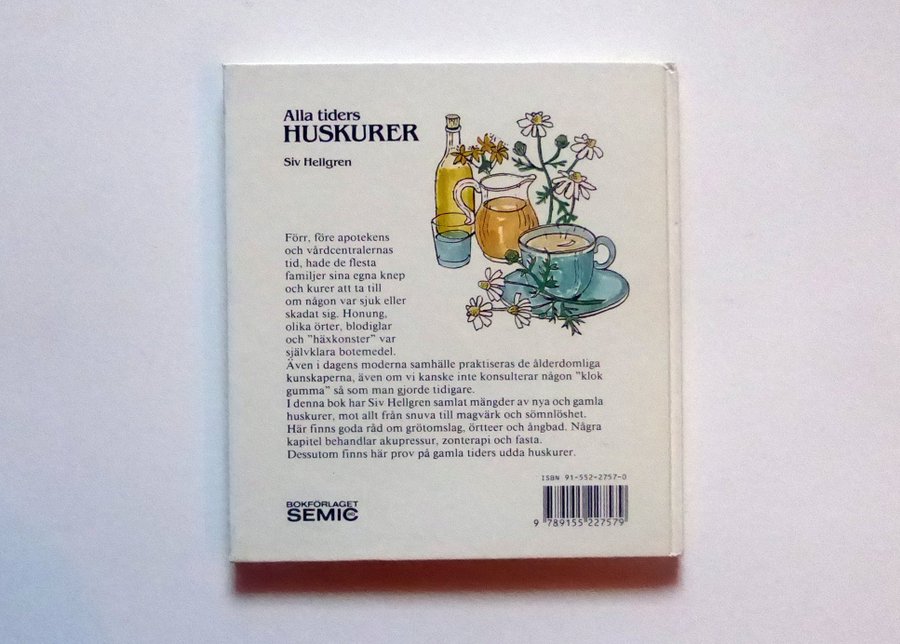 Alla tiders
HUSKURER
Siv Hellgren
Förr, före apotekens
och vårdcentralernas
tid, hade de flesta
familjer sina egna knep
och kurer att ta till
om någon var sjuk eller
skadat sig. Honung,
olika örter, blodiglar
och "häxkonster" var
självklara botemedel.
Även i dagens moderna samhälle praktiseras de ålderdomliga
kunskaperna, även om vi kanske inte konsulterar någon "klok
gumma" så som man gjorde tidigare.
I denna bok har Siv Hellgren samlat mängder av nya och gamla
huskurer, mot allt från snuva till magvärk och sömnlöshet.
Här finns goda råd om grötomslag, örtteer och ångbad. Några
kapitel behandlar akupressur, zonterapi och fasta.
Dessutom finns här prov på gamla tiders udda huskurer.
ISBN 91-552-2757-0
9 789155 227579
BOKFÖRLAGET
SEMIC